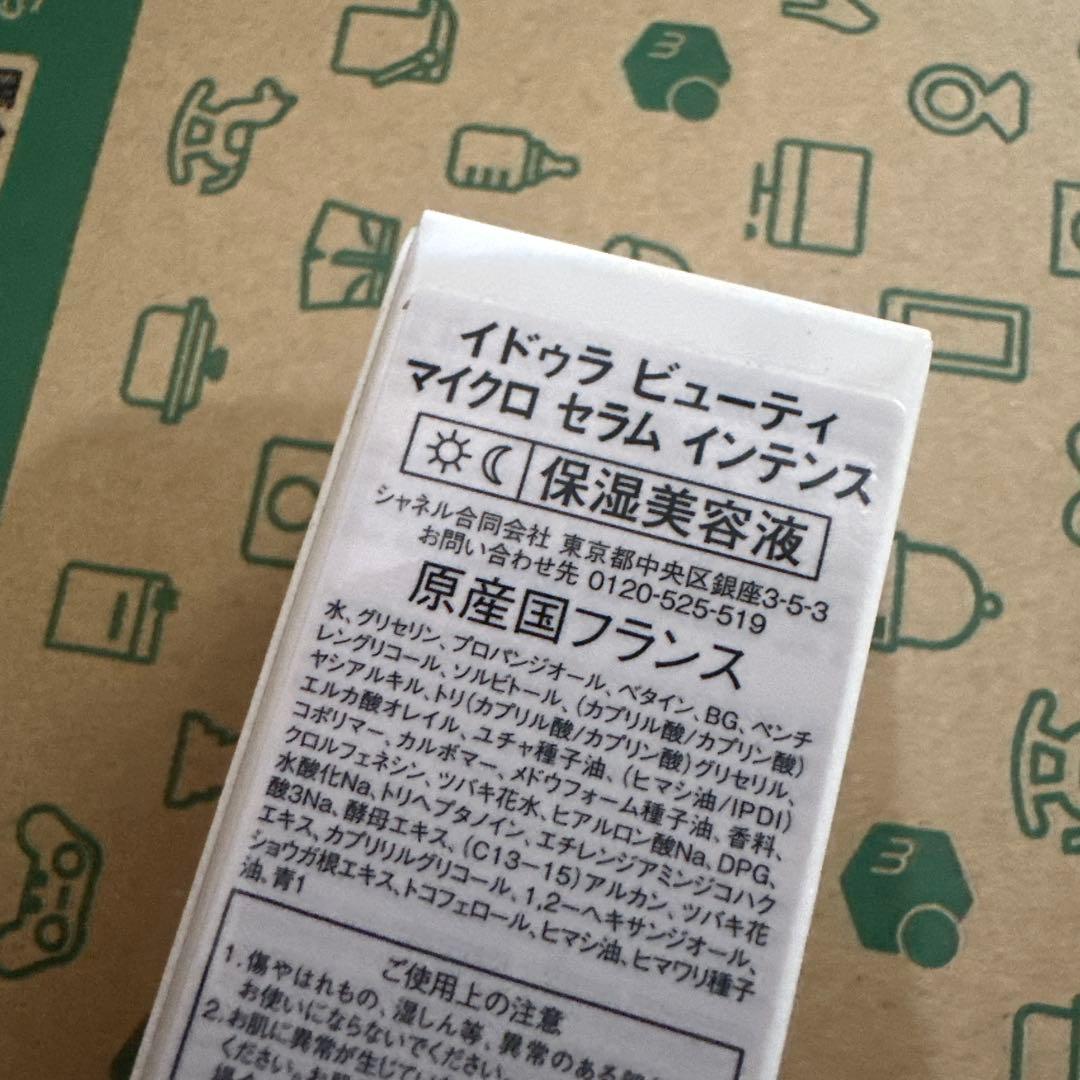 イドゥラ ビューティ
マイクロ セラム インテンス
保湿美容液
シャネル合同会社 東京都中央区銀座3-5-3
お問い合わせ先 0120-525-519
原産国フランス
水、グリセリン、プロパンジオール、ベタイン、BG、ペンチ
レングリコール、ソルビトール、(カプリル酸/カプリン酸)
ヤシアルキル、トリ(カプリル酸/カプリン酸)グリセリル、
エルカ酸オレイル、ユチャ種子油、(ヒマシ油/IPDI)
コポリマー、カルボマー、メドウフォーム種子油、香料、
クロルフェネシン、ツバキ花水、ヒアルロン酸Na、DPG、
水酸化Na、トリヘプタノイン、エチレンジアミンジコハク
酸3Na、酵母エキス、(C13-15)アルカン、ツバキ花
エキス、カプリリルグリコール、1,2-ヘキサンジオール、
ショウガ根エキス、トコフェロール、ヒマシ油、ヒマワリ種子
油、青1
ご使用上の注意
1. 傷やはれもの、湿しん等、異常のある部
お使いにならないでください。
2. お肌に異常が生じてい
ください。お肌